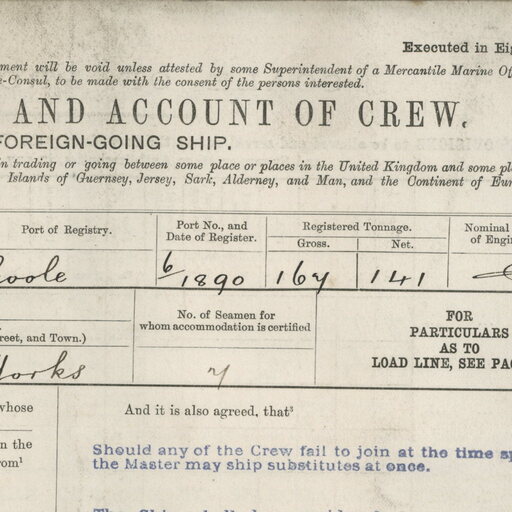 Executed in Eig
ment will be void unless attested by some Superintendent of a Mercantile Marine Of
e-Consul, to be made with the consent of the persons interested.
AND ACCOUNT OF CREW.
FOREIGN-GOING SHIP.
n trading or going between some place or places in the United Kingdom and some pl
Islands of Guernsey, Jersey, Sark, Alderney, and Man, and the Continent of Eur
Port of Registry.
Port No., and
Date of Register.
Registered Tonnage.
Gross.
Net.
Nominal
of Engin
Poole
6/1890
167
141
reet, and Town.)
Yorks
No. of Seamen for
whom accommodation is certified
7
FOR
PARTICULARS
AS TO
LOAD LINE, SEE PAG
whose
n the
rom¹
And it is also agreed, that³
Should any of the Crew fail to join at the time sp
the Master may ship substitutes at once.